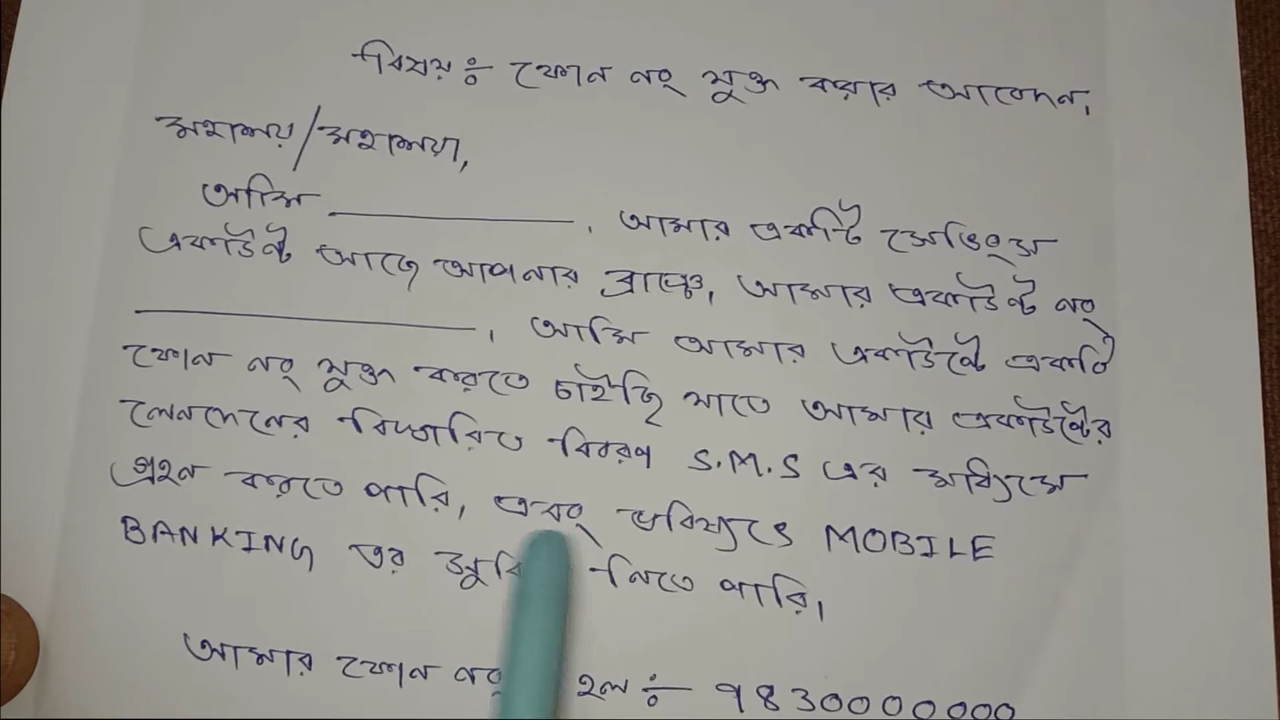 বিষয় ঃ- ফোন নং যুক্ত করার আবেদন,
মহাশয়/মহাশয়া,
আমি ____________. আমার একটি সেভিংস
একাউন্ট আছে আপনার ব্রাঞ্চে, আমার একাউন্ট নং
________________. আমি আমার একাউন্টে একটি
ফোন নং যুক্ত করতে চাইছি যাতে আমার একাউন্টের
লেনদেনের বিস্তারিত বিবরণ S.M.S এর মাধ্যমে
গ্রহন করতে পারি, এবং ভবিষ্যতে MOBILE
BANKING এর নিতে পারি,
আমার ফোন নং হল ঃ- 9830000000